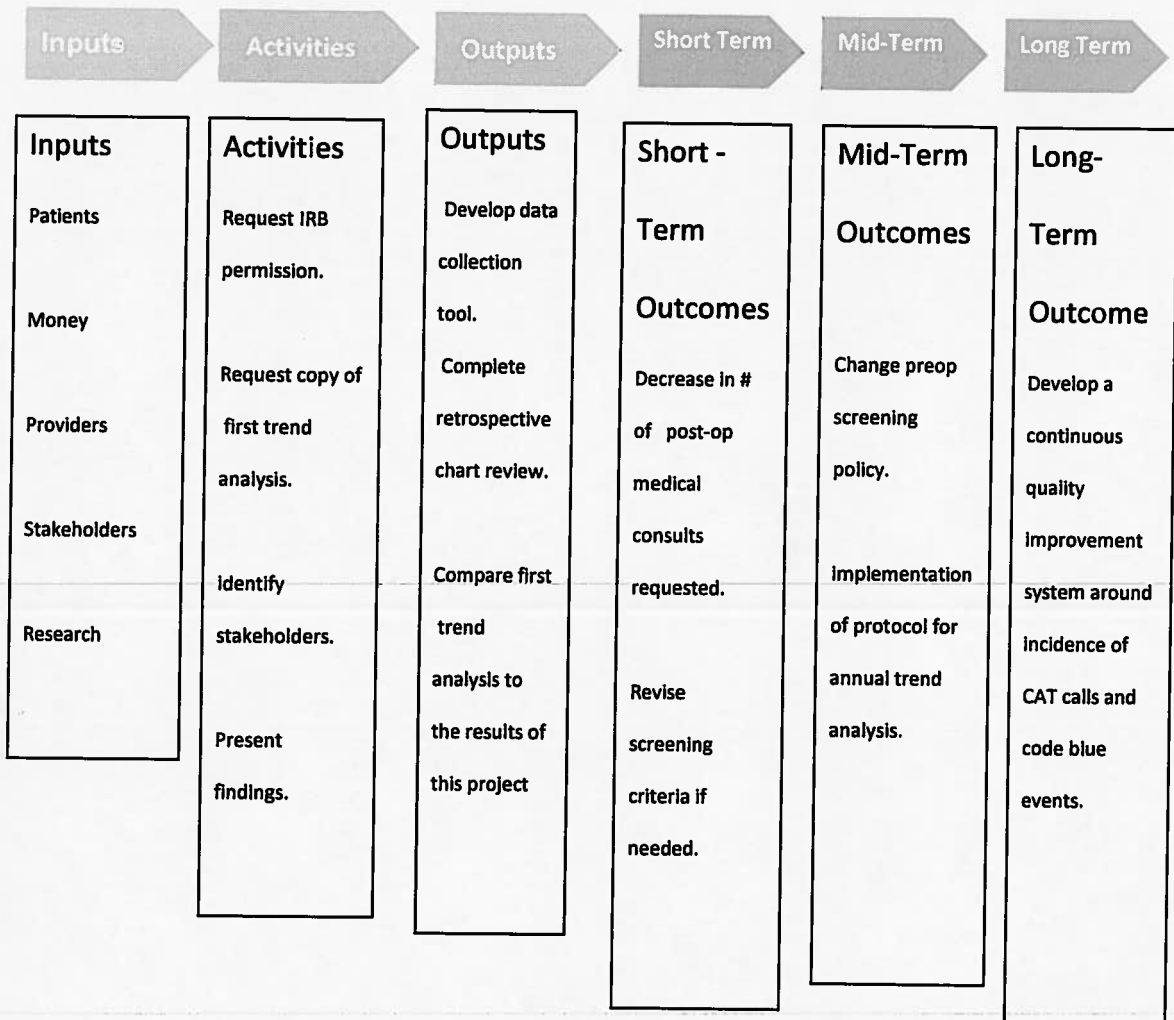 Inputs
Activities
Outputs
Short Term
Mid-Term
Long Term
Inputs
Patients
Money
Providers
Stakeholders
Research
Activities
Request IRB
permission.
Request copy of
first trend
analysis.
Identify
stakeholders.
Present
findings.
Outputs
Develop data
collection
tool.
Complete
retrospective
chart review.
Compare first
trend
analysis to
the results of
this project
Short -
Term
Outcomes
Decrease in #
of post-op
medical
consults
requested.
Revise
screening
criteria if
needed.
Mid-Term
Outcomes
Change preop
screening
policy.
Implementation
of protocol for
annual trend
analysis.
Long-
Term
Outcome
Develop a
continuous
quality
improvement
system around
incidence of
CAT calls and
code blue
events.